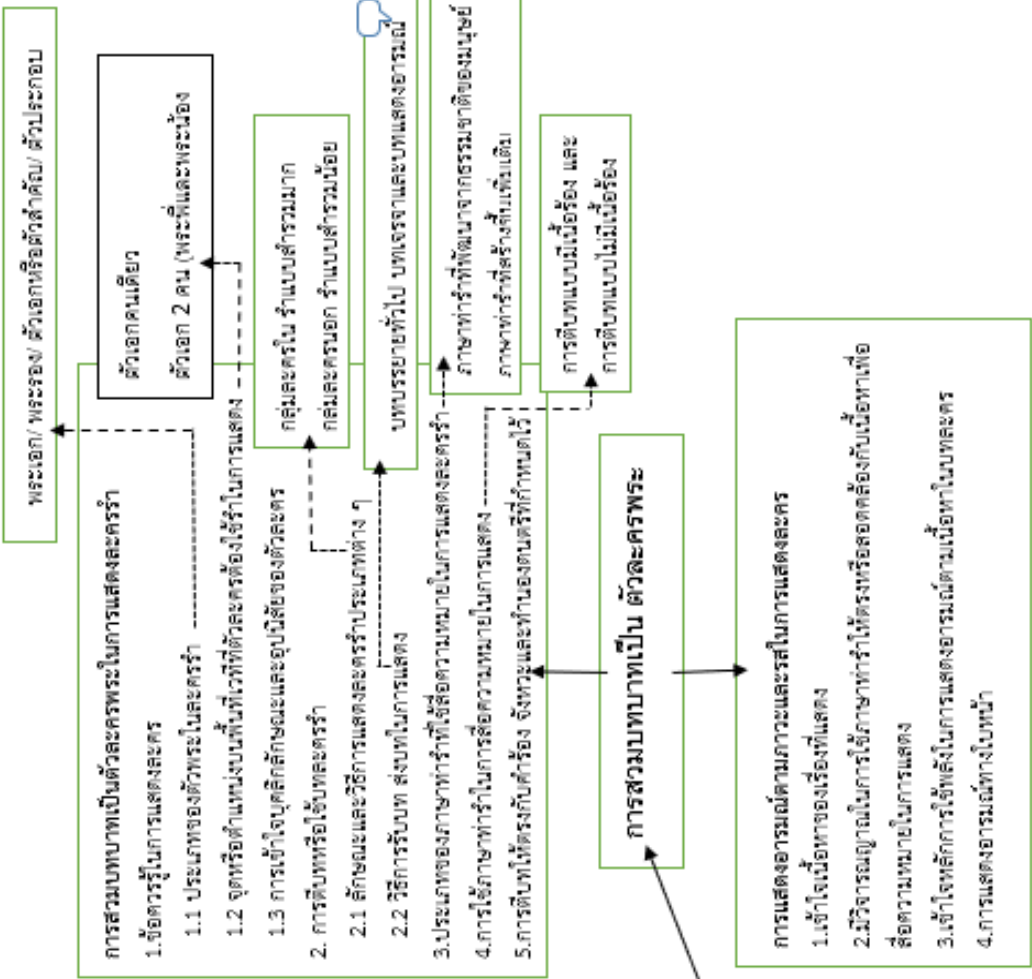 พระเอก/ พระรอง/ ตัวเอกหรือตัวสำคัญ/ ตัวประกอบ
การสวมบทบาทเป็นตัวละครพระในการแสดงละครรำ
1.ข้อควรรู้ในการแสดงละคร
1.1 ประเภทของตัวพระในละครรำ
1.2 จุดหรือตำแหน่งบนพื้นที่เวทีที่ตัวละครต้องใช้รำในการแสดง
1.3 การเข้าใจบุคลิกลักษณะและอุปนิสัยของตัวละคร
2. การตีบทหรือใช้บทละครรำ
2.1 ลักษณะและวิธีการแสดงละครรำประเภทต่าง ๆ
2.2 วิธีการรับบท ส่งบทในการแสดง
3.ประเภทของภาษาท่ารำที่ใช้สื่อความหมายในการแสดงละครรำ
4.การใช้ภาษาท่ารำในการสื่อความหมายในการแสดง
5.การตีบทให้ตรงกับคำร้อง จังหวะและทำนองดนตรีที่กำหนดไว้
ตัวเอกคนเดียว
ตัวเอก 2 คน (พระพี่และพระน้อง
กลุ่มละครใน รำแบบสำรวมมาก
กลุ่มละครนอก รำแบบสำรวมน้อย
บทบรรยายทั่วไป บทเจรจาและบทแสดงอารมณ์
ภาษาท่ารำที่พัฒนาจากธรรมชาติของมนุษย์
ภาษาท่ารำที่สร้างขึ้นเพิ่มเติม
การตีบทแบบมีเนื้อร้อง และ
การตีบทแบบไม่มีเนื้อร้อง
การสวมบทบาทเป็น ตัวละครพระ
การแสดงอารมณ์ตามภาวะและรสในการแสดงละคร
1.เข้าใจเนื้อหาของเรื่องที่แสดง
2.มีวิจารณญาณในการใช้ภาษาท่ารำให้ตรงหรือสอดคล้องกับเนื้อหาเพื่อ
สื่อความหมายในการแสดง
3.เข้าใจหลักการใช้พลังในการแสดงอารมณ์ตามเนื้อหาในบทละคร
4.การแสดงอารมณ์ทางใบหน้า